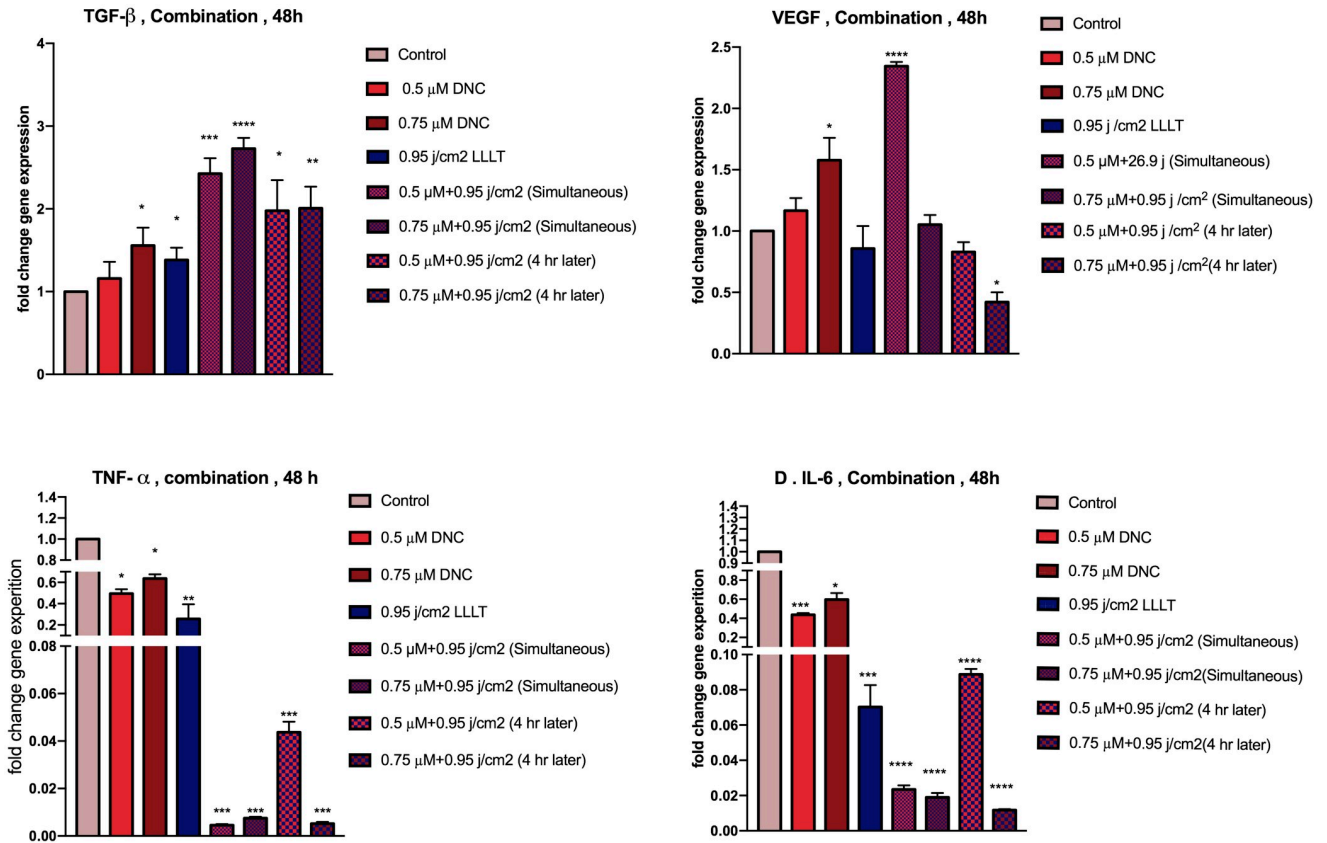 TGF-β , Combination , 48h
fold change gene expression
4
3
2
1
0
*
*
***
****
*
**
Control
0.5 μM DNC
0.75 μM DNC
0.95 j/cm2 LLLT
0.5 μM+0.95 j/cm2 (Simultaneous)
0.75 μM+0.95 j/cm2 (Simultaneous)
0.5 μM+0.95 j/cm2 (4 hr later)
0.75 μM+0.95 j/cm2 (4 hr later)
VEGF , Combination , 48h
fold change gene expression
2.5
2.0
1.5
1.0
0.5
0.0
*
****
*
Control
0.5 μM DNC
0.75 μM DNC
0.95 j /cm2 LLLT
0.5 μM+26.9 j (Simultaneous)
0.75 μM+0.95 j /cm² (Simultaneous)
0.5 μM+0.95 j /cm² (4 hr later)
0.75 μM+0.95 j /cm²(4 hr later)
TNF- α , combination , 48 h
fold change gene experition
1.4
1.2
1.0
0.8
0.6
0.4
0.2
0.08
0.06
0.04
0.02
0.00
*
*
**
***
***
***
***
Control
0.5 μM DNC
0.75 μM DNC
0.95 j/cm2 LLLT
0.5 μM+0.95 j/cm2 (Simultaneous)
0.75 μM+0.95 j/cm2 (Simultaneous)
0.5 μM+0.95 j/cm2 (4 hr later)
0.75 μM+0.95 j/cm2 (4 hr later)
D . IL-6 , Combination , 48h
fold change gene experition
1.4
1.3
1.2
1.1
1.0
0.9
0.8
0.6
0.4
0.2
0.10
0.08
0.06
0.04
0.02
0.00
***
*
***
****
****
****
****
Control
0.5 μM DNC
0.75 μM DNC
0.95 j/cm2 LLLT
0.5 μM+0.95 j/cm2 (Simultaneous)
0.75 μM+0.95 j/cm2(Simultaneous)
0.5 μM+0.95 j/cm2 (4 hr later)
0.75 μM+0.95 j/cm2(4 hr later)